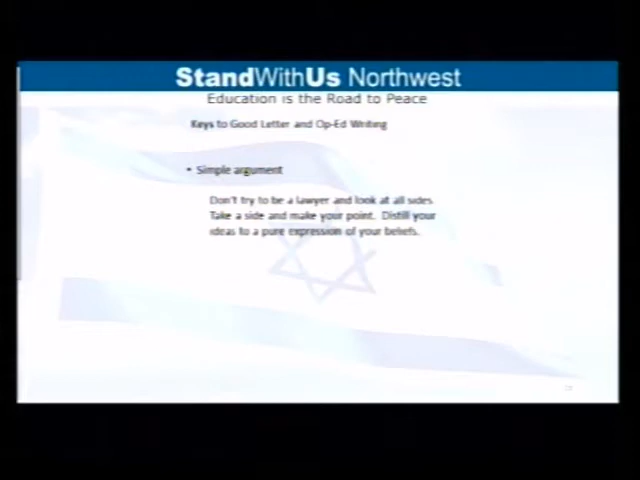 StandWithUs Northwest
Education is the Road to Peace
Keys to Good Letter and Op-Ed Writing
• Simple argument
Don't try to be a lawyer and look at all sides.
Take a side and make your point. Distill your
ideas to a pure expression of your beliefs.